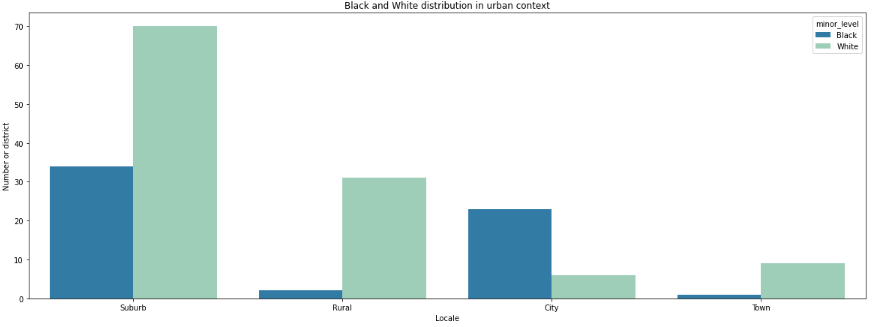 Black and White distribution in urban context
minor_level
Black
White
Number or district
70
60
50
40
30
20
10
0
Suburb
Rural
City
Town
Locale